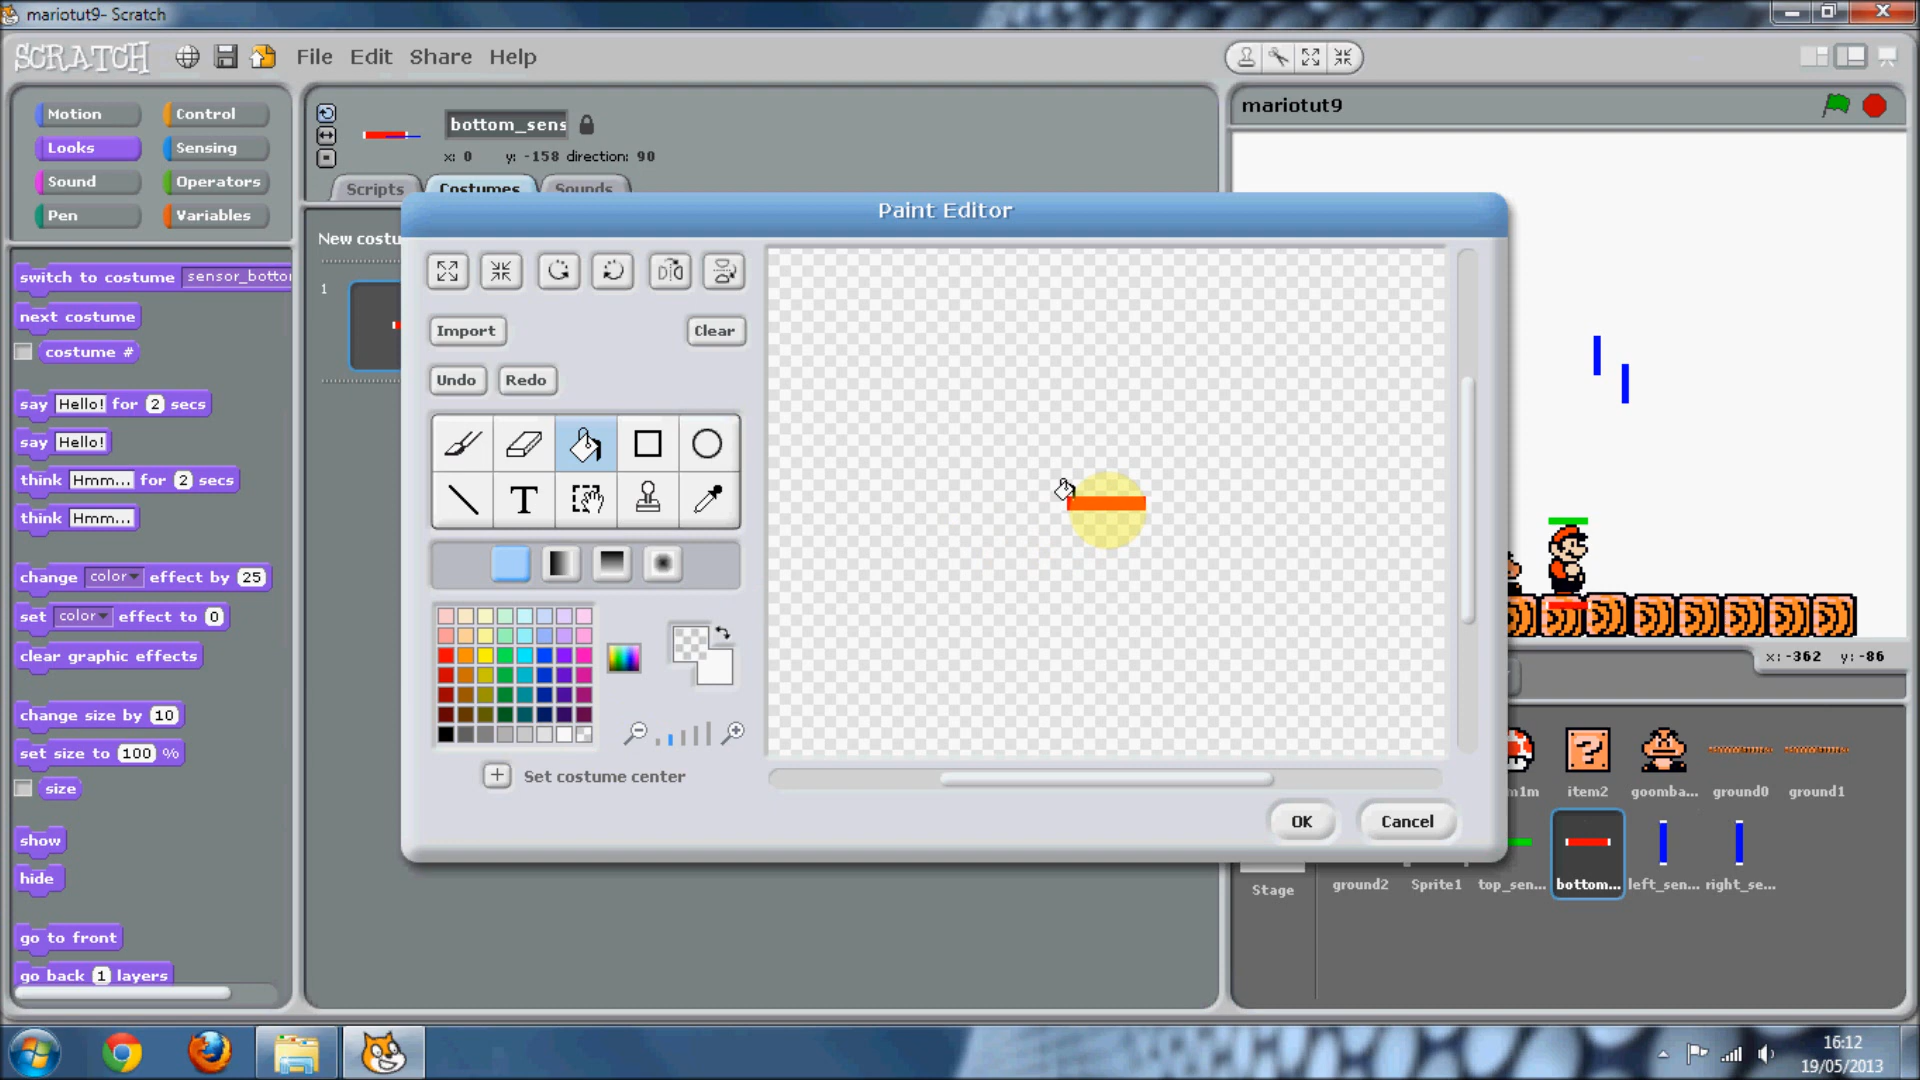 mariotut9- Scratch
SCRATCH File Edit Share Help
Motion Control
Looks Sensing
Sound Operators
Pen Variables
bottom_sens
x: 0 y: -158 direction: 90
Scripts Costumes Sounds
mariotut9
New costu
1
Paint Editor
Import Clear
Undo Redo
T
Set costume center
OK Cancel
switch to costume sensor_botto
next costume
costume #
say Hello! for 2 secs
say Hello!
think Hmm... for 2 secs
think Hmm...
change color effect by 25
set color effect to 0
clear graphic effects
change size by 10
set size to 100 %
size
show
hide
go to front
go back 1 layers
x: -362 y: -86
m1m item2 goomba... ground0 ground1
Stage ground2 Sprite1 top_sen... bottom... left_sen... right_se...
16:12
19/05/2013